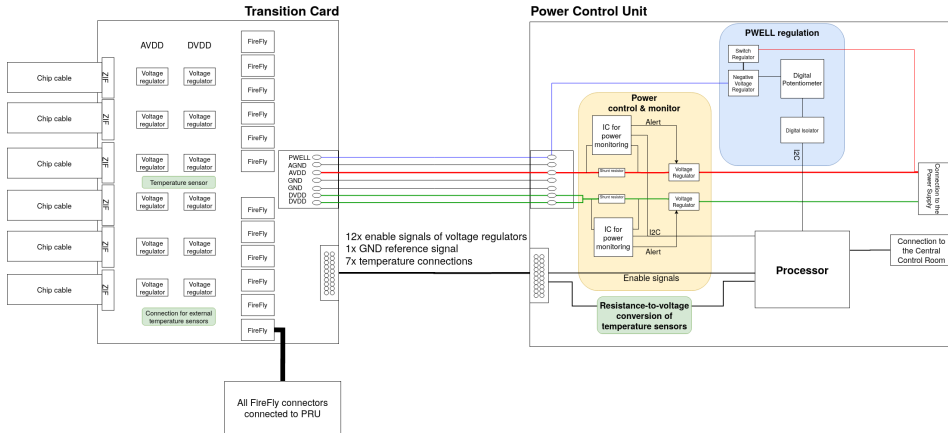 Transition Card
Power Control Unit
AVDD
DVDD
FireFly
FireFly
FireFly
FireFly
FireFly
FireFly
FireFly
FireFly
FireFly
FireFly
FireFly
FireFly
Chip cable
ZIF
Voltage
regulator
Voltage
regulator
Chip cable
Voltage
regulator
Voltage
regulator
Chip cable
ZIF
Voltage
regulator
Voltage
regulator
Temperature sensor
Chip cable
ZIF
Voltage
regulator
Voltage
regulator
Chip cable
ZIF
Voltage
regulator
Voltage
regulator
Chip cable
ZIF
Voltage
regulator
Voltage
regulator
Connection for external
temperature sensors
PWELL
AGND
AVDD
GND
GND
DVDD
DVDD
12x enable signals of voltage regulators
1x GND reference signal
7x temperature connections
All FireFly connectors
connected to PRU
PWELL regulation
Switch
Regulator
Negative
Voltage
Regulator
Digital
Potentiometer
Digital Isolator
I2C
Power
control & monitor
IC for
power
monitoring
Alert
Shunt resistor
Voltage
Regulator
Shunt resistor
Voltage
Regulator
IC for
power
monitoring
I2C
Alert
Enable signals
Resistance-to-voltage
conversion of
temperature sensors
Processor
Connection to the
Power Supply
Connection to
the Central
Control Room